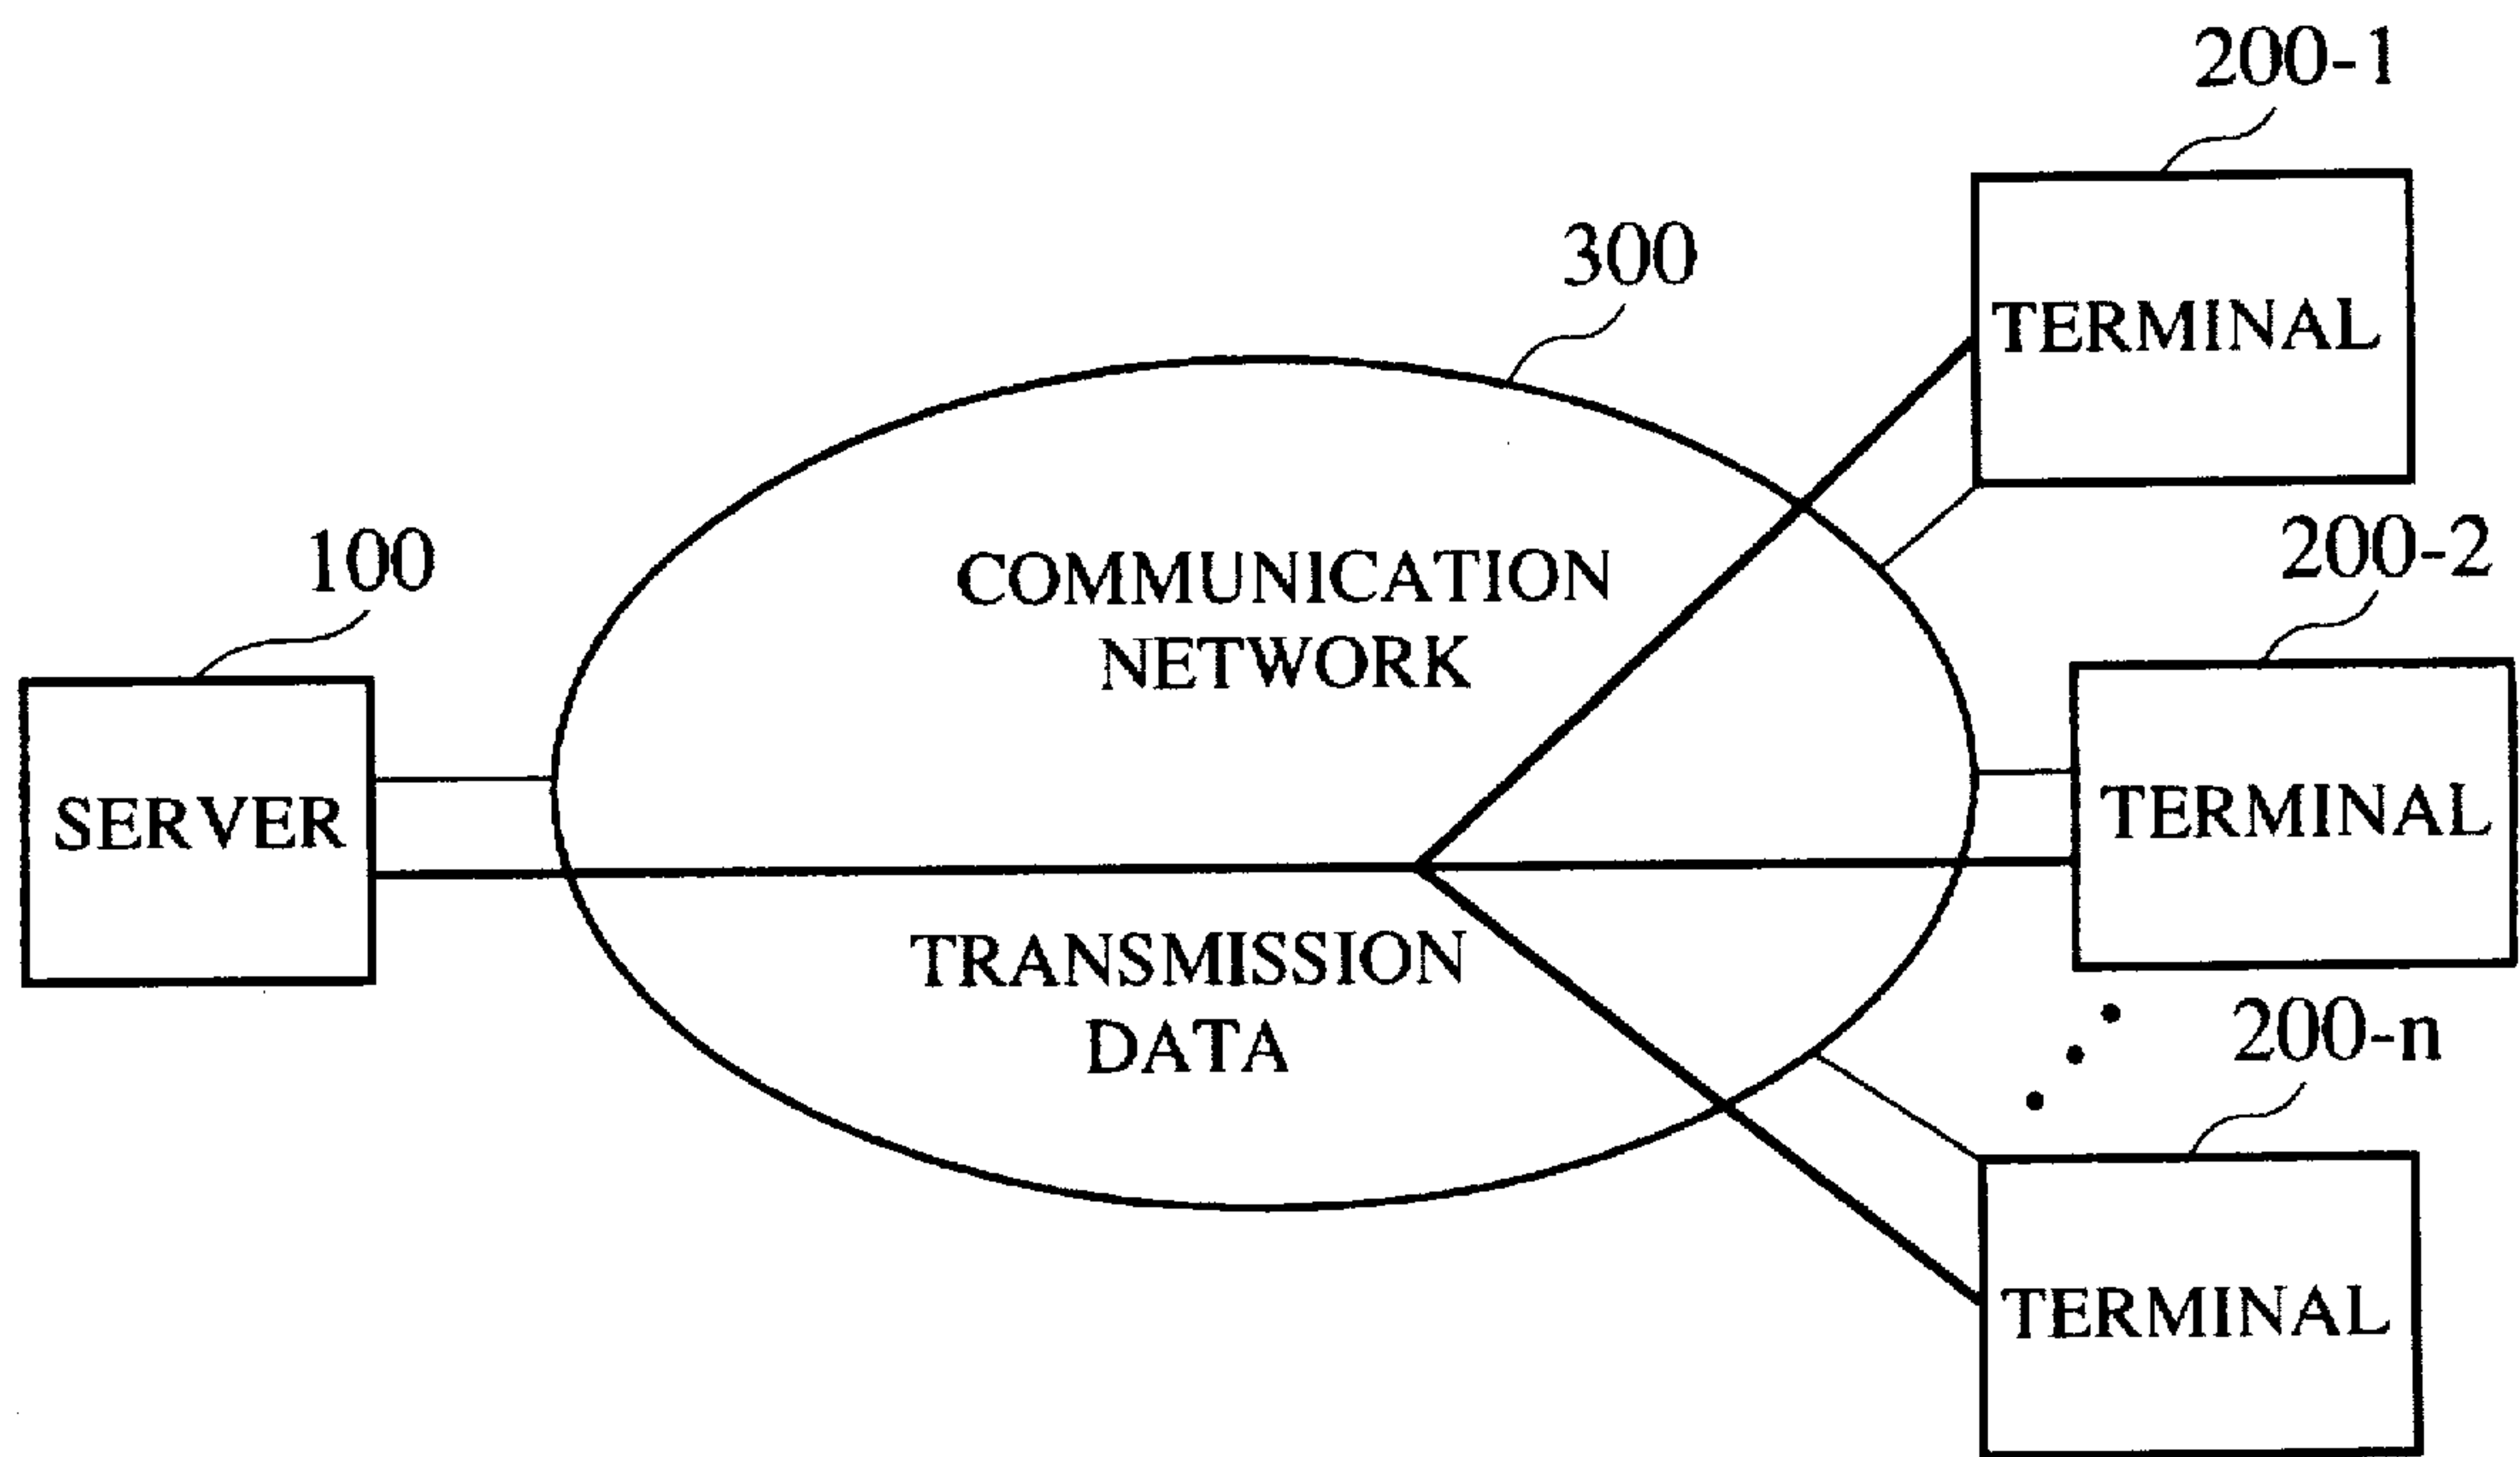 200-1
300
TERMINAL
100
COMMUNICATION
NETWORK
200-2
SERVER
TERMINAL
TRANSMISSION
DATA
200-n
TERMINAL